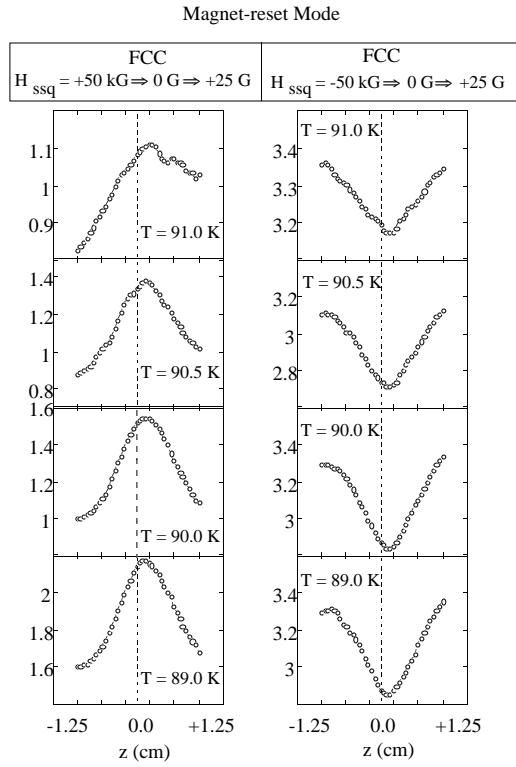 Magnet-reset Mode
FCC
H ssq = +50 kG⇒ 0 G⇒ +25 G
FCC
H ssq = -50 kG⇒ 0 G⇒ +25 G
1.1
1
0.9
T = 91.0 K
1.4
1.2
1
0.8
T = 90.5 K
1.6
1.4
1.2
1
T = 90.0 K
2
1.8
1.6
T = 89.0 K
-1.25 0.0 +1.25
z (cm)
T = 91.0 K
3.4
3.3
3.2
T = 90.5 K
3.2
3
2.8
T = 90.0 K
3.4
3.2
3
T = 89.0 K
3.4
3.2
3
-1.25 0.0 +1.25
z (cm)